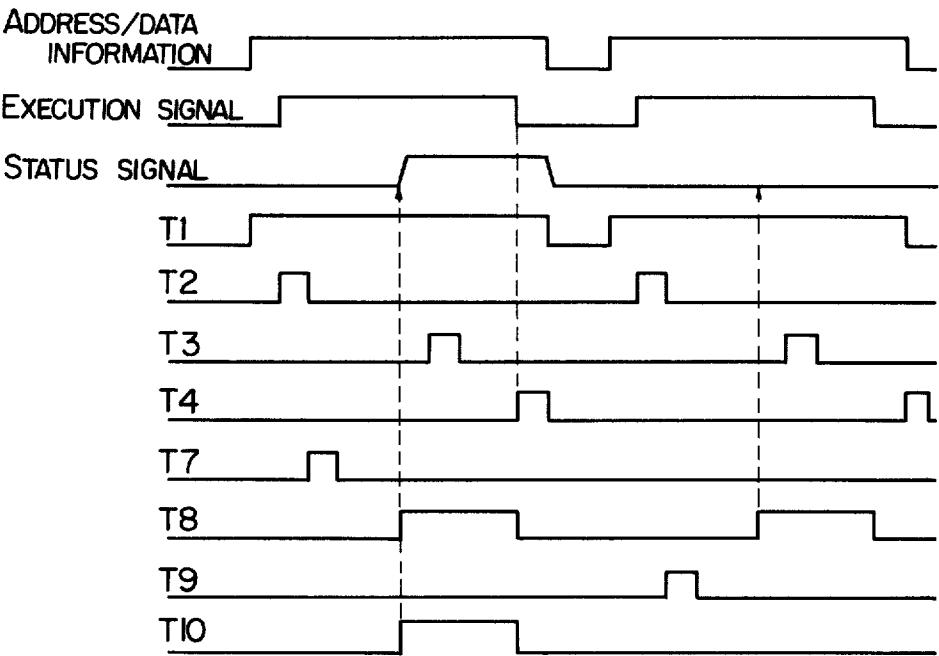 ADDRESS/DATA
INFORMATION
EXECUTION SIGNAL
STATUS SIGNAL
T1
T2
T3
T4
T7
T8
T9
T10